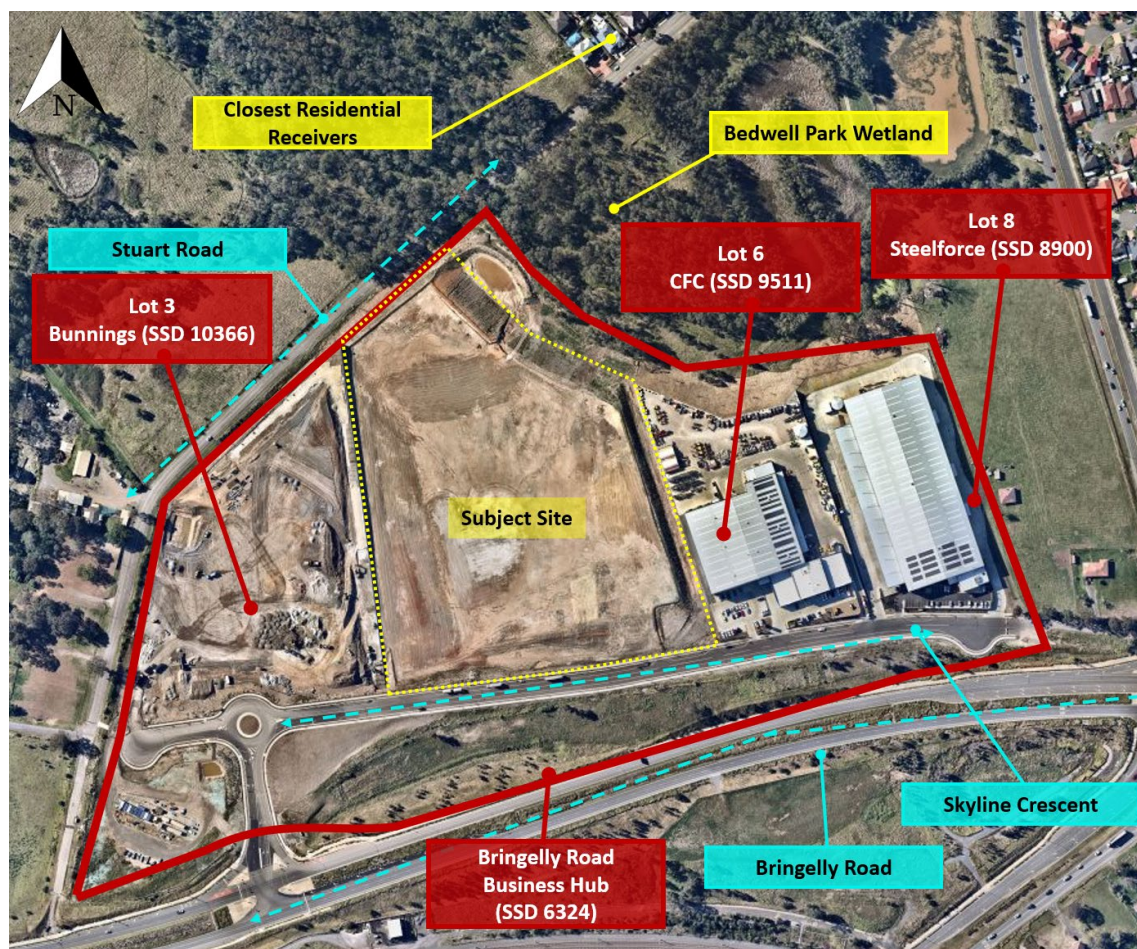 N
Closest Residential
Receivers
Bedwell Park Wetland
Lot 8
Steelforce (SSD 8900)
Stuart Road
Lot 6
CFC (SSD 9511)
Lot 3
Bunnings (SSD 10366)
Subject Site
Skyline Crescent
Bringelly Road
Business Hub
(SSD 6324)
Bringelly Road